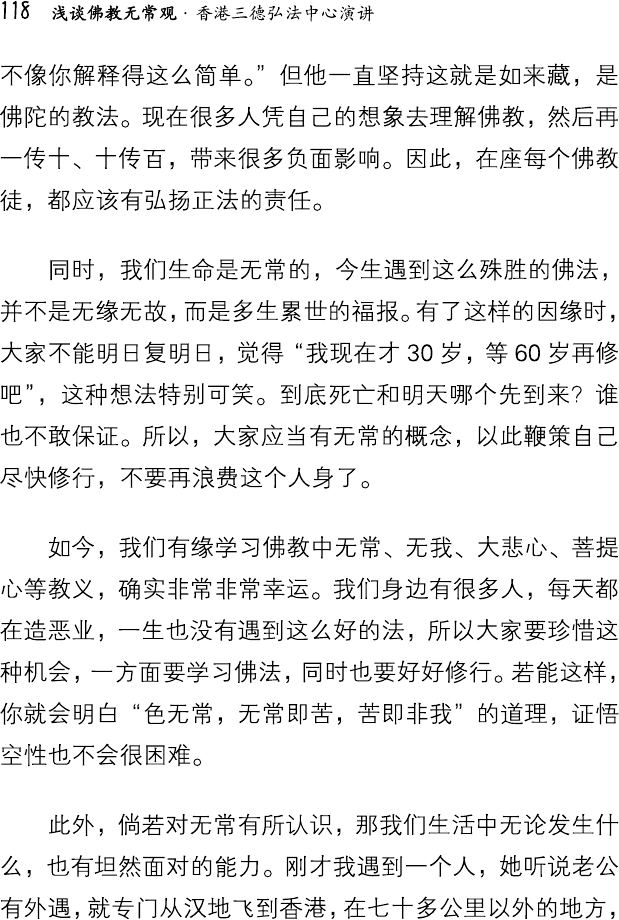 118 浅谈佛教无常观·香港三德弘法中心演讲
不像你解释得这么简单。”但他一直坚持这就是如来藏，是
佛陀的教法。现在很多人凭自己的想象去理解佛教，然后再
一传十、十传百，带来很多负面影响。因此，在座每个佛教
徒，都应该有弘扬正法的责任。
同时，我们生命是无常的，今生遇到这么殊胜的佛法，
并不是无缘无故，而是多生累世的福报。有了这样的因缘时，
大家不能明日复明日，觉得“我现在才 30 岁，等 60 岁再修
吧”，这种想法特别可笑。到底死亡和明天哪个先到来？谁
也不敢保证。所以，大家应当有无常的概念，以此鞭策自己
尽快修行，不要再浪费这个人身了。
如今，我们有缘学习佛教中无常、无我、大悲心、菩提
心等教义，确实非常非常幸运。我们身边有很多人，每天都
在造恶业，一生也没有遇到这么好的法，所以大家要珍惜这
种机会，一方面要学习佛法，同时也要好好修行。若能这样，
你就会明白“色无常，无常即苦，苦即非我”的道理，证悟
空性也不会很困难。
此外，倘若对无常有所认识，那我们生活中无论发生什
么，也有坦然面对的能力。刚才我遇到一个人，她听说老公
有外遇，就专门从汉地飞到香港，在七十多公里以外的地方，